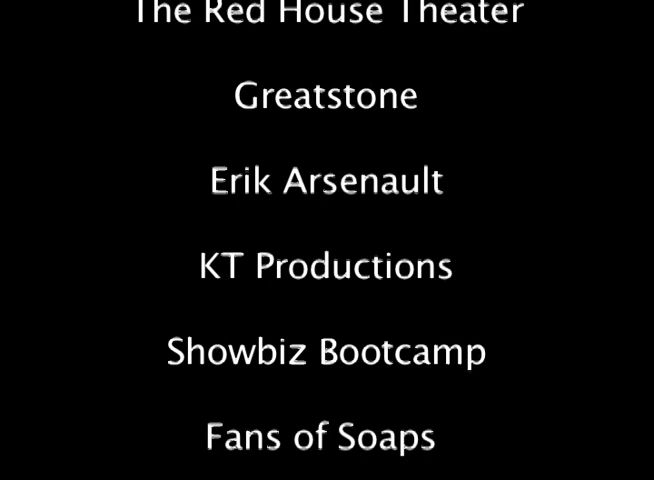 The Red House Theater
Greatstone
Erik Arsenault
KT Productions
Showbiz Bootcamp
Fans of Soaps